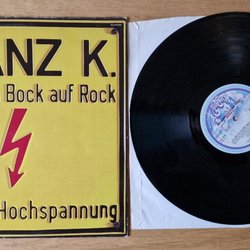 ANZ K.
Bock auf Rock
Hochspannung